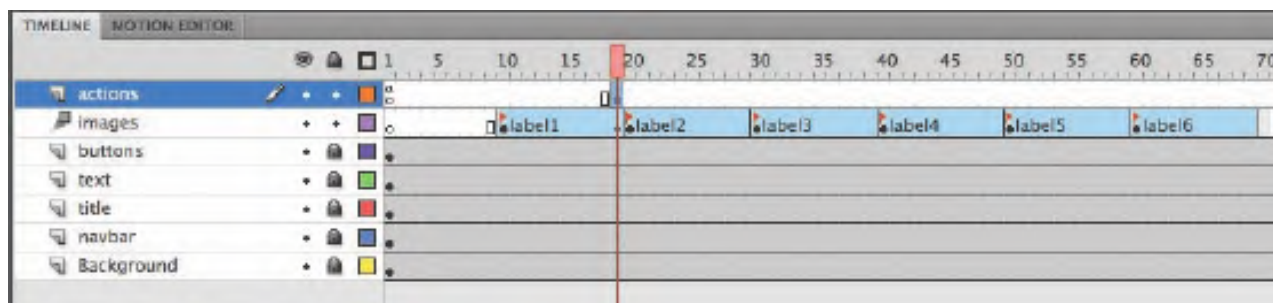 TIMELINE MOTION EDITOR
1 5 10 15 20 25 30 35 40 45 50 55 60 65 70
actions a
images label1 label2 label3 label4 label5 label6
buttons
text
title
navbar
Background